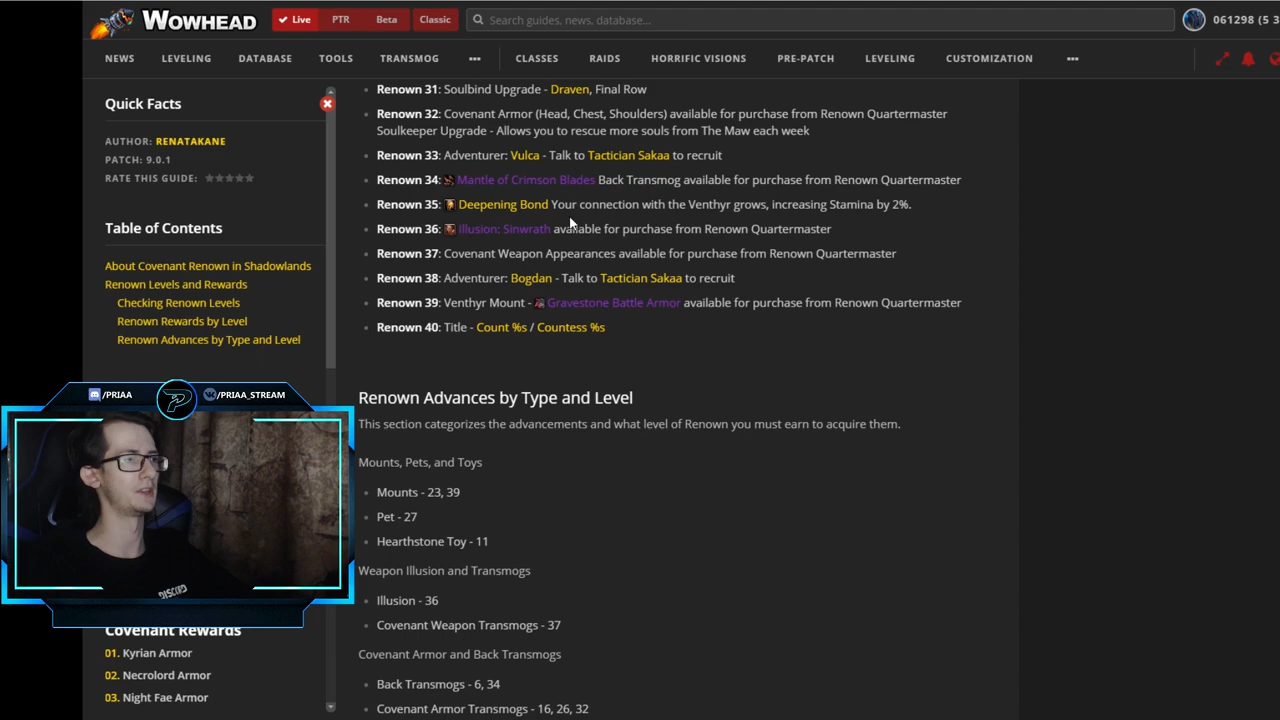 WOWHEAD
Live PTR Beta Classic
Search guides, news, database...
061298 (5 3
NEWS LEVELING DATABASE TOOLS TRANSMOG ••• CLASSES RAIDS HORRIFIC VISIONS PRE-PATCH LEVELING CUSTOMIZATION •••
Quick Facts
AUTHOR: RENATAKANE
PATCH: 9.0.1
RATE THIS GUIDE:
Table of Contents
About Covenant Renown in Shadowlands
Renown Levels and Rewards
Checking Renown Levels
Renown Rewards by Level
Renown Advances by Type and Level
/PRIAA /PRIAA_STREAM
DISCORD
Covenant Rewards
01. Kyrian Armor
02. Necrolord Armor
03. Night Fae Armor
Renown 31: Soulbind Upgrade - Draven, Final Row
Renown 32: Covenant Armor (Head, Chest, Shoulders) available for purchase from Renown Quartermaster
Soulkeeper Upgrade - Allows you to rescue more souls from The Maw each week
Renown 33: Adventurer: Vulca - Talk to Tactician Sakaa to recruit
Renown 34: Mantle of Crimson Blades Back Transmog available for purchase from Renown Quartermaster
Renown 35: Deepening Bond Your connection with the Venthyr grows, increasing Stamina by 2%.
Renown 36: Illusion: Sinwrath available for purchase from Renown Quartermaster
Renown 37: Covenant Weapon Appearances available for purchase from Renown Quartermaster
Renown 38: Adventurer: Bogdan - Talk to Tactician Sakaa to recruit
Renown 39: Venthyr Mount - Gravestone Battle Armor available for purchase from Renown Quartermaster
Renown 40: Title - Count %s / Countess %s
Renown Advances by Type and Level
This section categorizes the advancements and what level of Renown you must earn to acquire them.
Mounts, Pets, and Toys
Mounts - 23, 39
Pet - 27
Hearthstone Toy - 11
Weapon Illusion and Transmogs
Illusion - 36
Covenant Weapon Transmogs - 37
Covenant Armor and Back Transmogs
Back Transmogs - 6, 34
Covenant Armor Transmogs - 16, 26, 32